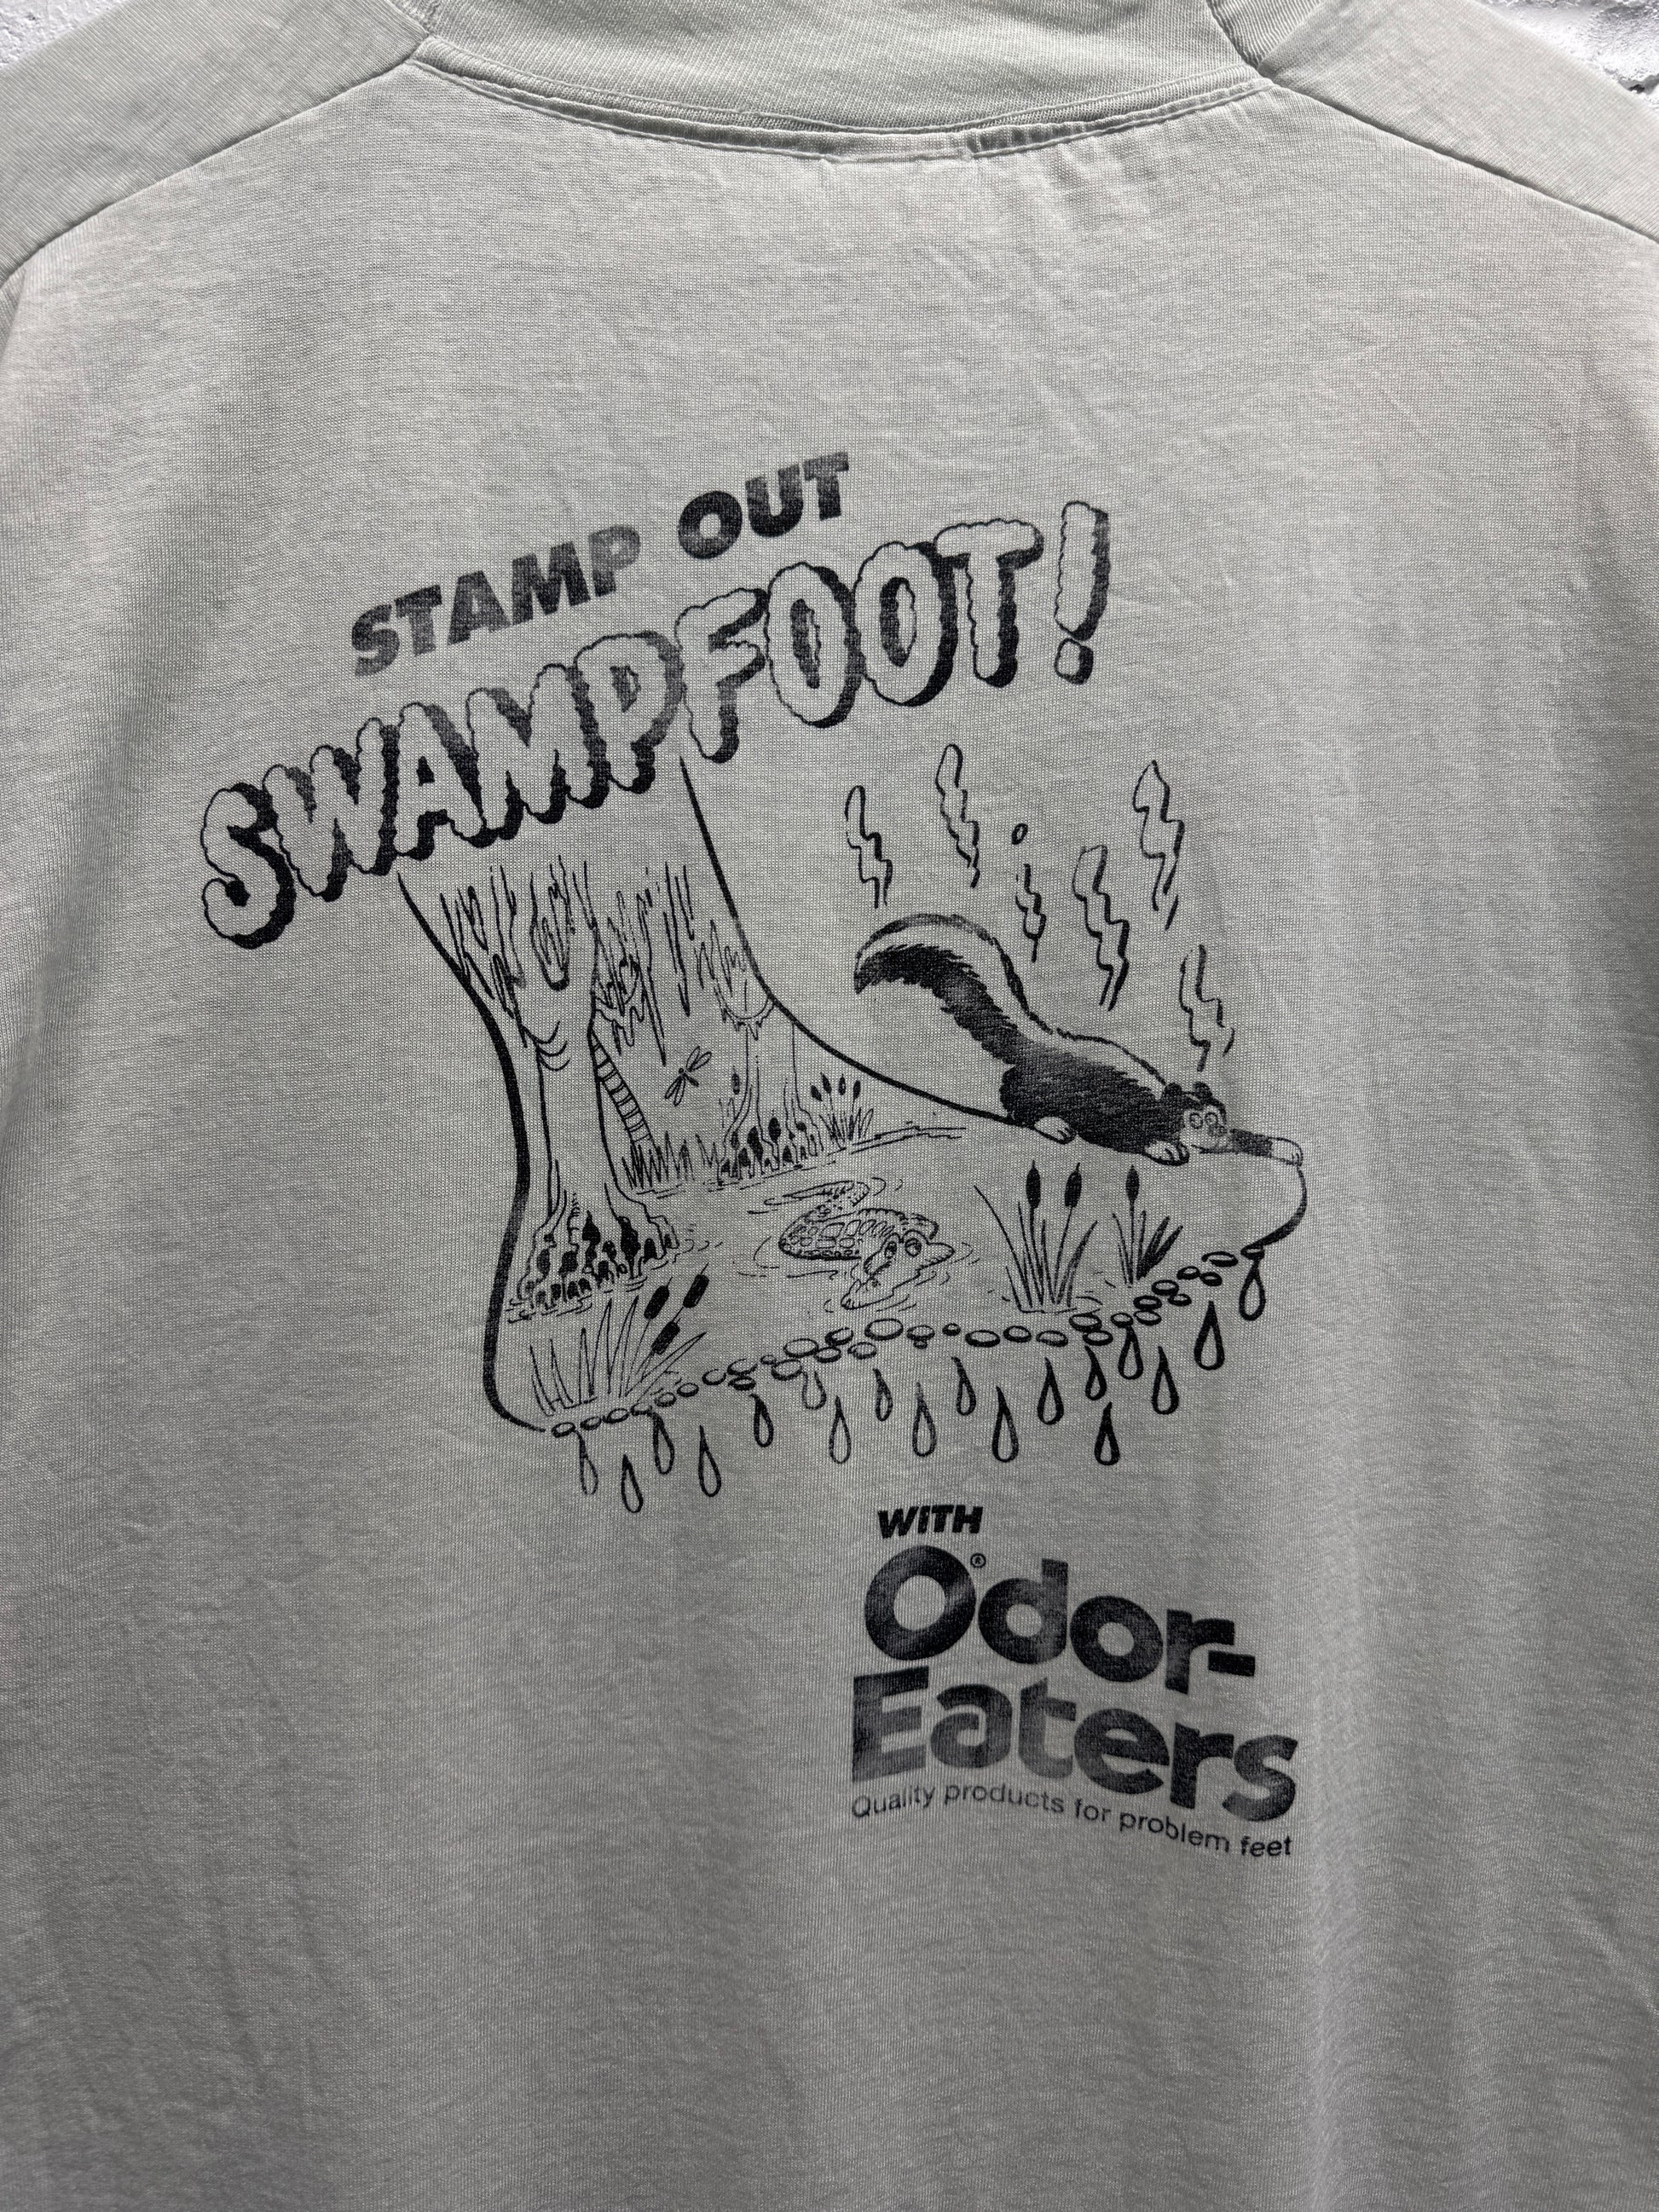 STAMP OUT
SWAMPFOOT!
WITH
Odor-®
Eaters
Quality products for problem feet